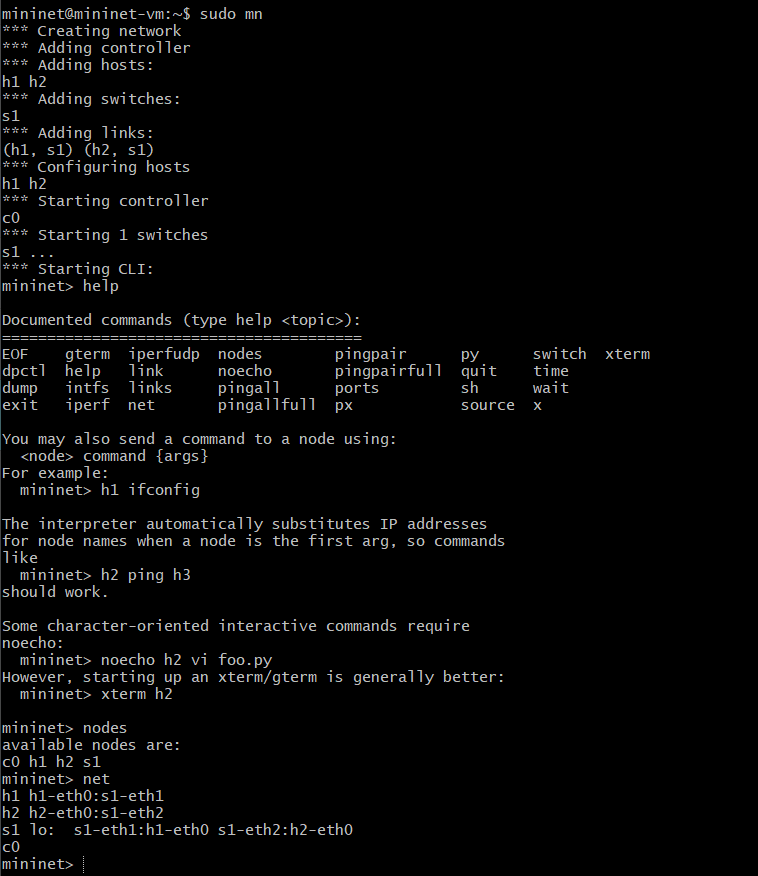 mininet@mininet-vm:~$ sudo mn
*** Creating network
*** Adding controller
*** Adding hosts:
h1 h2
*** Adding switches:
s1
*** Adding links:
(h1, s1) (h2, s1)
*** Configuring hosts
h1 h2
*** Starting controller
c0
*** Starting 1 switches
s1 ...
*** Starting CLI:
mininet> help

Documented commands (type help <topic>):
========================================
EOF    gterm  iperfudp  nodes        pingpair      py      switch  xterm
dpctl  help   link      noecho       pingpairfull  quit    time
dump   intfs  links     pingall      ports         sh      wait
exit   iperf  net       pingallfull  px            source  x

You may also send a command to a node using:
  <node> command {args}
For example:
  mininet> h1 ifconfig

The interpreter automatically substitutes IP addresses
for node names when a node is the first arg, so commands
like
  mininet> h2 ping h3
should work.

Some character-oriented interactive commands require
noecho:
  mininet> noecho h2 vi foo.py
However, starting up an xterm/gterm is generally better:
  mininet> xterm h2

mininet> nodes
available nodes are:
c0 h1 h2 s1
mininet> net
h1 h1-eth0:s1-eth1
h2 h2-eth0:s1-eth2
s1 lo:  s1-eth1:h1-eth0 s1-eth2:h2-eth0
c0
mininet>